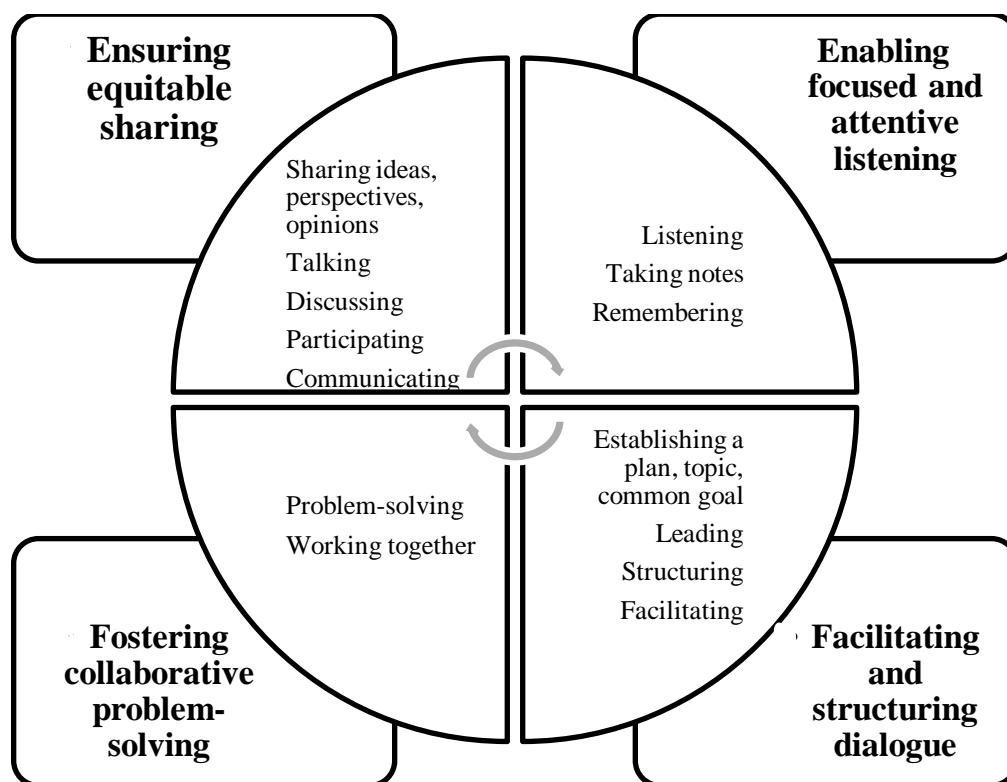 Ensuring
equitable
sharing
Enabling
focused and
attentive
listening
Sharing ideas,
perspectives,
opinions
Talking
Discussing
Participating
Communicating
Listening
Taking notes
Remembering
Problem-solving
Working together
Establishing a
plan, topic,
common goal
Leading
Structuring
Facilitating
Fostering
collaborative
problem-
solving
Facilitating
and
structuring
dialogue